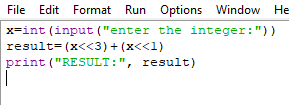 File Edit Format Run Options Window He
x=int(input("enter the integer:"))
result=(x<<3)+(x<<1)
print("RESULT:", result)